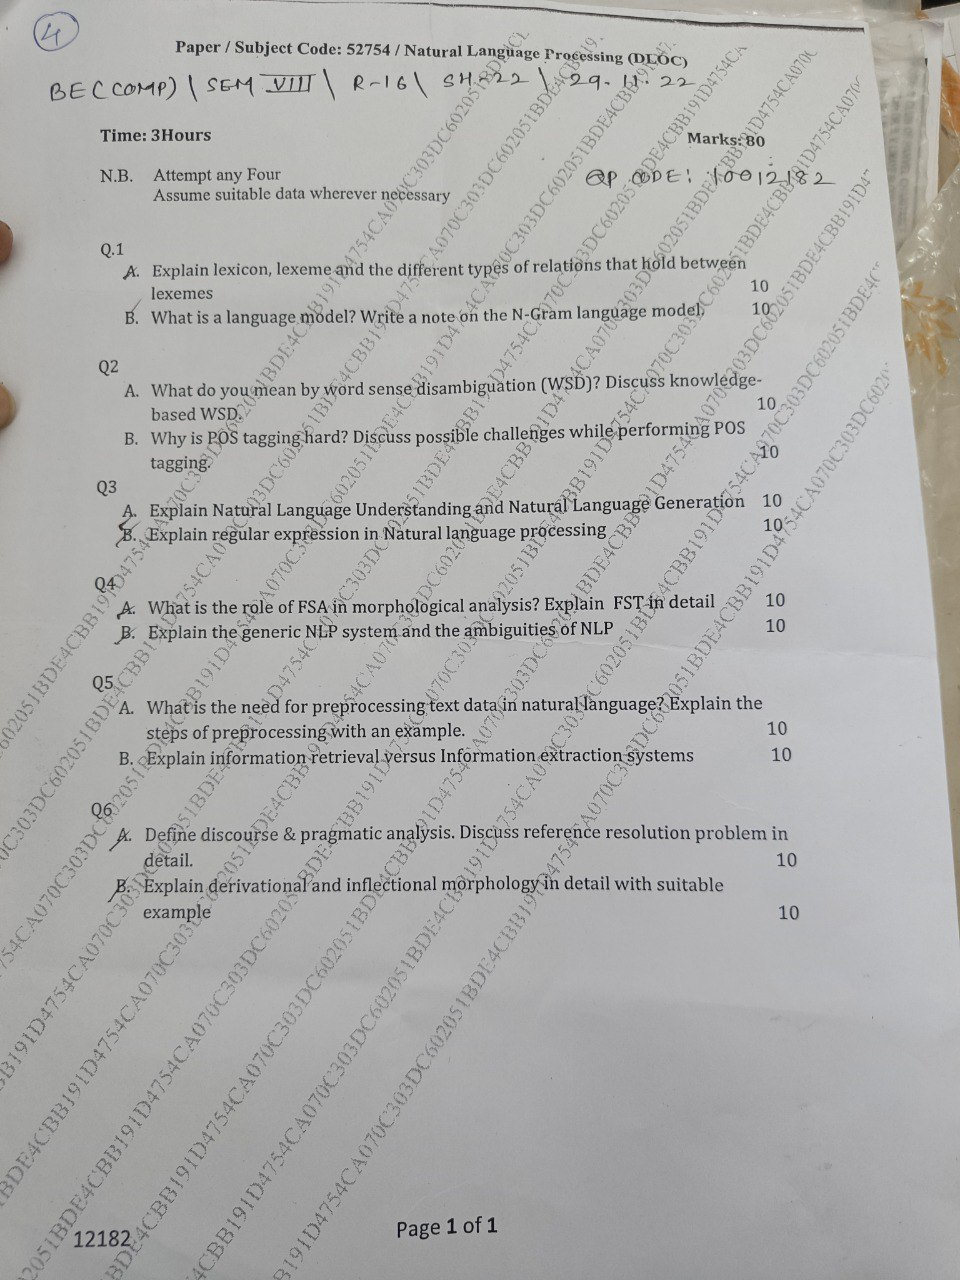 4
Paper / Subject Code: 52754 / Natural Language Processing (DLOC)
BE(COMP) \ SEM VIII \ R-16 \ SH-22 \ 29.11.22
Time: 3Hours
Marks: 80
N.B. Attempt any Four
QP CODE: 10012182
Assume suitable data wherever necessary
Q.1
A. Explain lexicon, lexeme and the different types of relations that hold between
lexemes 10
B. What is a language model? Write a note on the N-Gram language model. 10
Q2
A. What do you mean by word sense disambiguation (WSD)? Discuss knowledge-
based WSD. 10
B. Why is POS tagging hard? Discuss possible challenges while performing POS
tagging. 10
Q3
A. Explain Natural Language Understanding and Natural Language Generation 10
B. Explain regular expression in Natural language processing 10
Q4
A. What is the role of FSA in morphological analysis? Explain FST in detail 10
B. Explain the generic NLP system and the ambiguities of NLP 10
Q5
A. What is the need for preprocessing text data in natural language? Explain the
steps of preprocessing with an example. 10
B. Explain information retrieval versus Information extraction systems 10
Q6
A. Define discourse & pragmatic analysis. Discuss reference resolution problem in
detail. 10
B. Explain derivational and inflectional morphology in detail with suitable
example 10
12182
Page 1 of 1